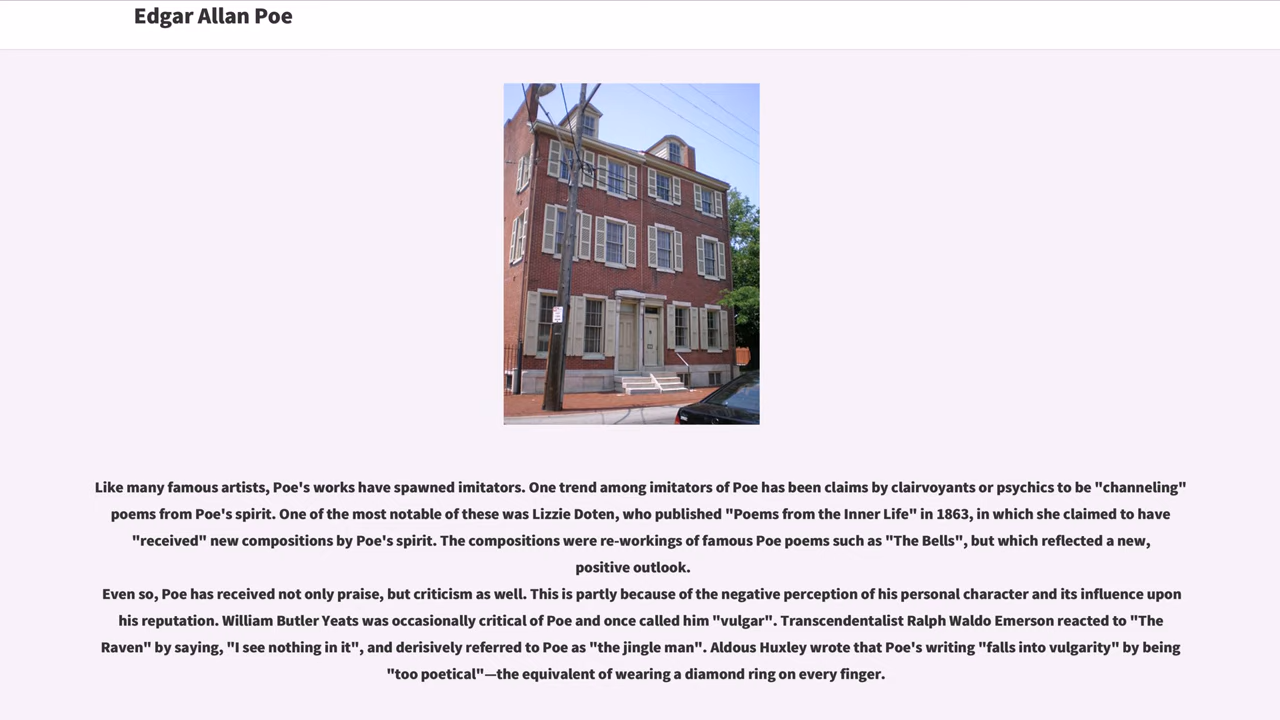 Edgar Allan Poe
Like many famous artists, Poe's works have spawned imitators. One trend among imitators of Poe has been claims by clairvoyants or psychics to be "channeling"
poems from Poe's spirit. One of the most notable of these was Lizzie Doten, who published "Poems from the Inner Life" in 1863, in which she claimed to have
"received" new compositions by Poe's spirit. The compositions were re-workings of famous Poe poems such as "The Bells", but which reflected a new,
positive outlook.
Even so, Poe has received not only praise, but criticism as well. This is partly because of the negative perception of his personal character and its influence upon
his reputation. William Butler Yeats was occasionally critical of Poe and once called him "vulgar". Transcendentalist Ralph Waldo Emerson reacted to "The
Raven" by saying, "I see nothing in it", and derisively referred to Poe as "the jingle man". Aldous Huxley wrote that Poe's writing "falls into vulgarity" by being
"too poetical"—the equivalent of wearing a diamond ring on every finger.